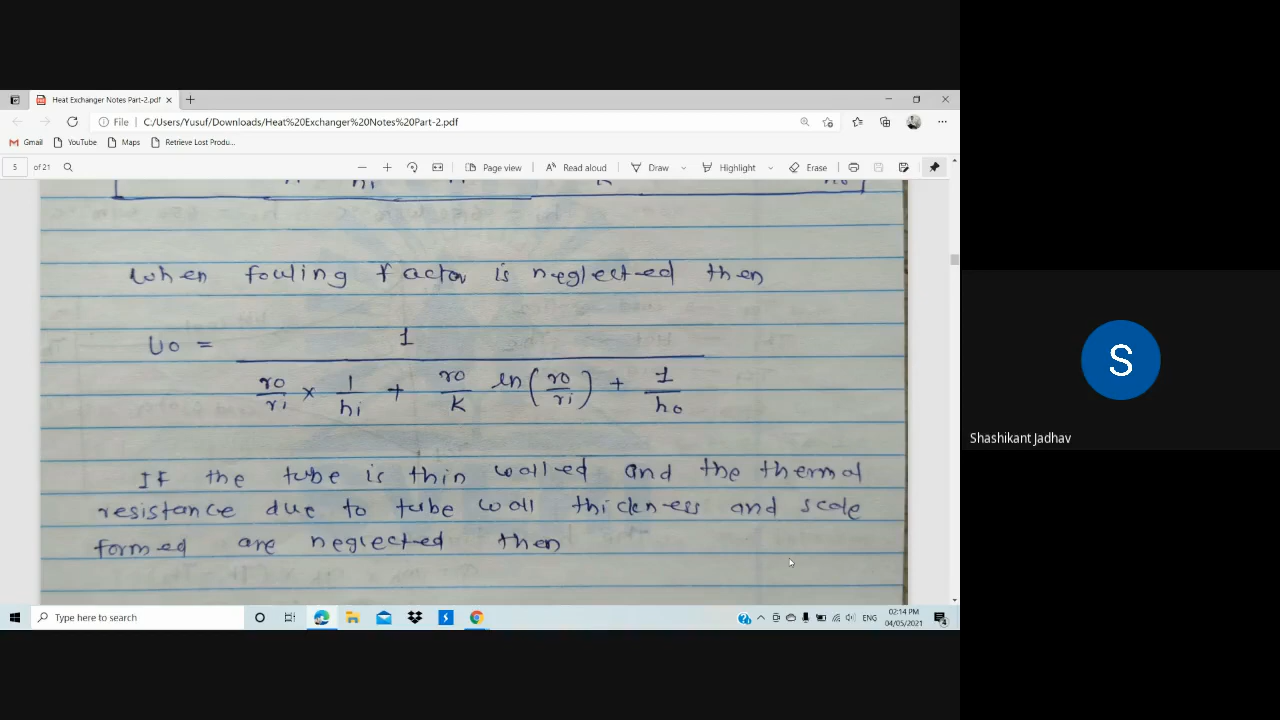 Heat Exchanger Notes Part-2.pdf
File
C:/Users/Yusuf/Downloads/Heat%20Exchanger%20Notes%20Part-2.pdf
Gmail YouTube Maps Retrieve Lost Produ...
5 of 21 Page view Read aloud Draw Highlight Erase
When fouling factor is neglected then
Uo = 1
ro/ri × 1/hi + ro/K ln(ro/ri) + 1/ho
If the tube is thin walled and the thermal
resistance due to tube wall thickness and scale
formed are neglected then
Type here to search
ENG
02:14 PM
04/05/2021
4
S
Shashikant Jadhav